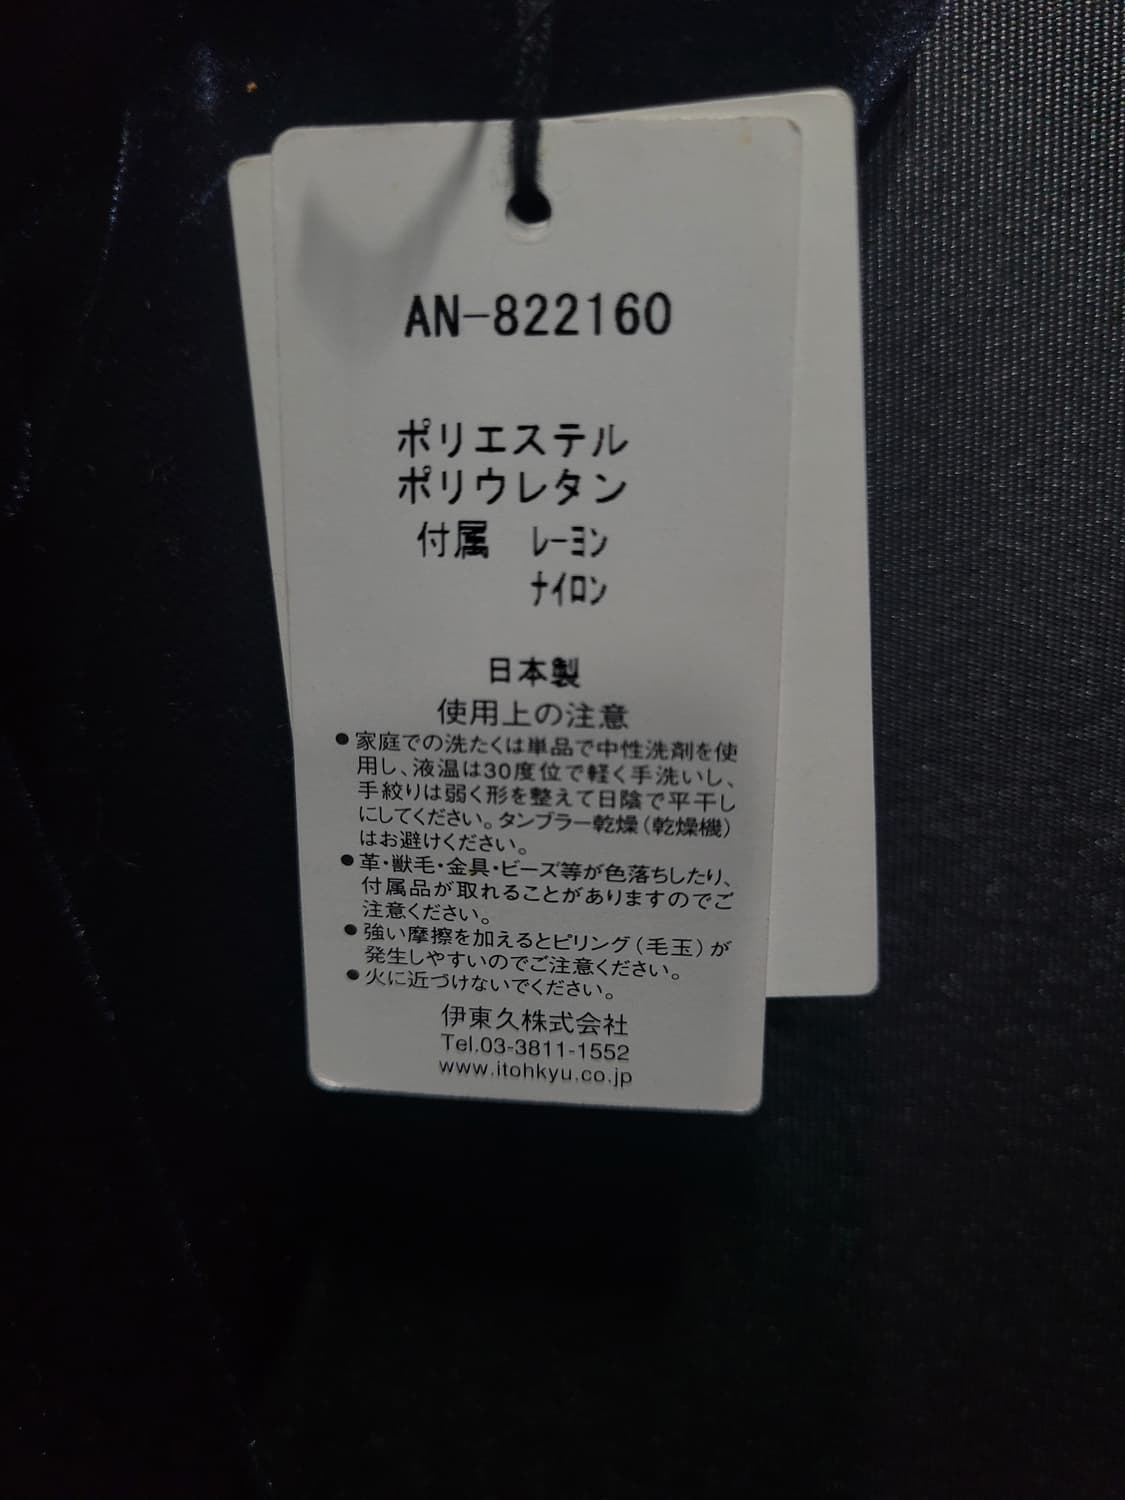 AN-822160
ポリエステル
ポリウレタン
付属　レーヨン
ナイロン
日本製
使用上の注意
●家庭での洗たくは単品で中性洗剤を使
用し、液温は30度位で軽く手洗いし、
手絞りは弱く形を整えて日陰で平干し
にしてください。タンブラー乾燥（乾燥機）
はお避けください。
●革・獣毛・金具・ビーズ等が色落ちしたり、
付属品が取れることがありますのでご
注意ください。
●強い摩擦を加えるとピリング（毛玉）が
発生しやすいのでご注意ください。
●火に近づけないでください。
伊東久株式会社
Tel.03-3811-1552
www.itohkyu.co.jp